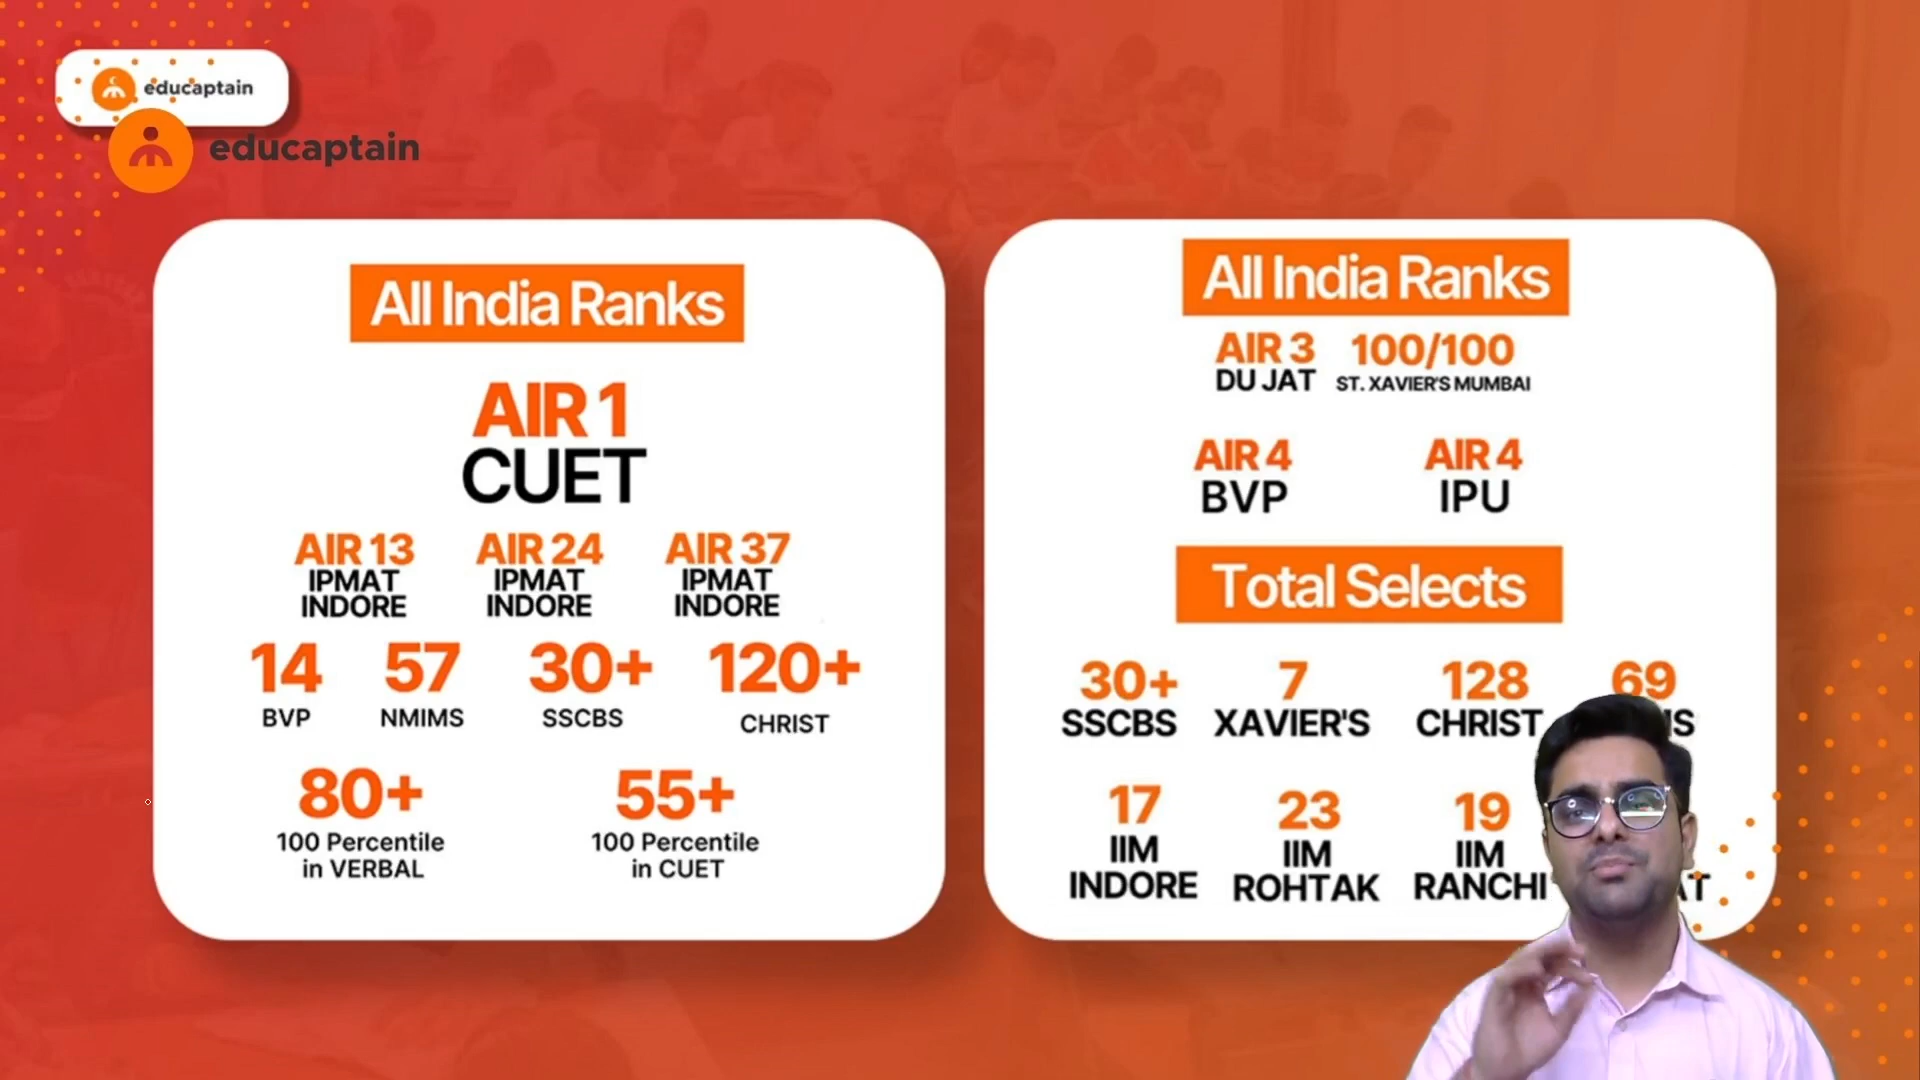 educaptain
educaptain
All India Ranks
AIR 1
CUET
AIR 13 AIR 24 AIR 37
IPMAT IPMAT IPMAT
INDORE INDORE INDORE
14 57 30+ 120+
BVP NMIMS SSCBS CHRIST
80+ 55+
100 Percentile 100 Percentile
in VERBAL in CUET
All India Ranks
AIR 3 100/100
DU JAT ST. XAVIER'S MUMBAI
AIR 4 AIR 4
BVP IPU
Total Selects
30+ 7 128 69
SSCBS XAVIER'S CHRIST
17 23 19
IIM IIM IIM
INDORE ROHTAK RANCHI